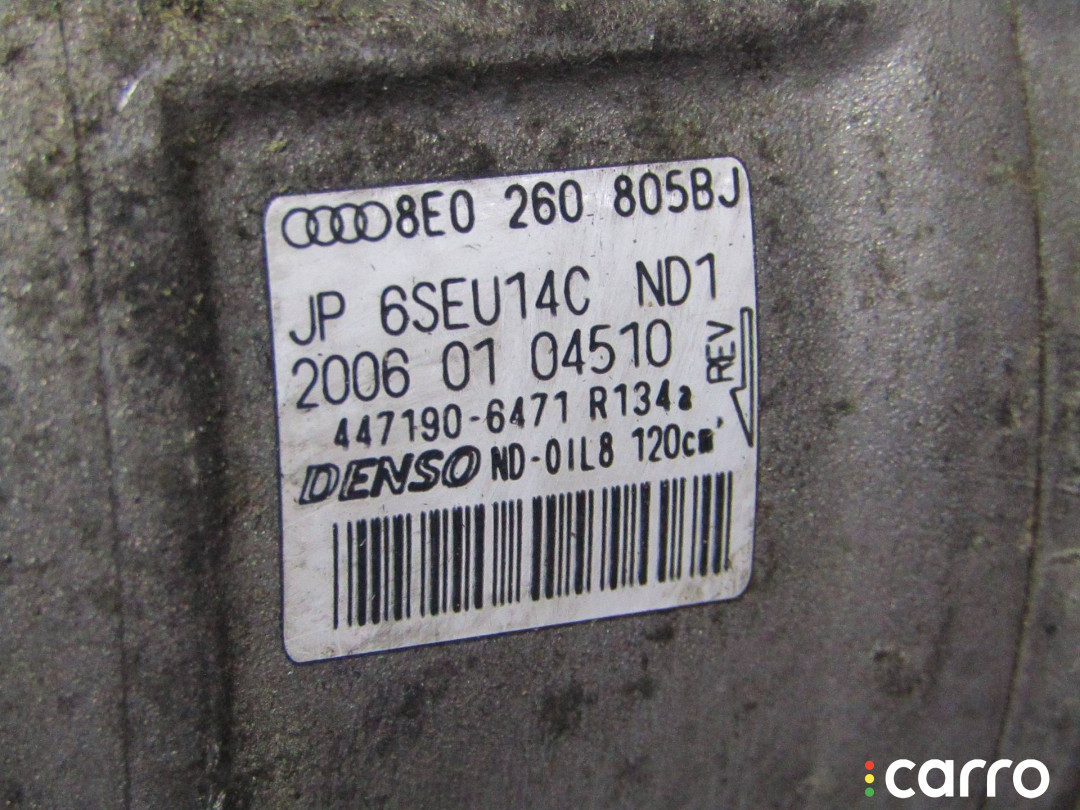 8E0 260 805BJ
JP 6SEU14C ND1
2006 01 04510
REV
447190-6471 R134a
DENSO ND-OIL8 120cm³
carro